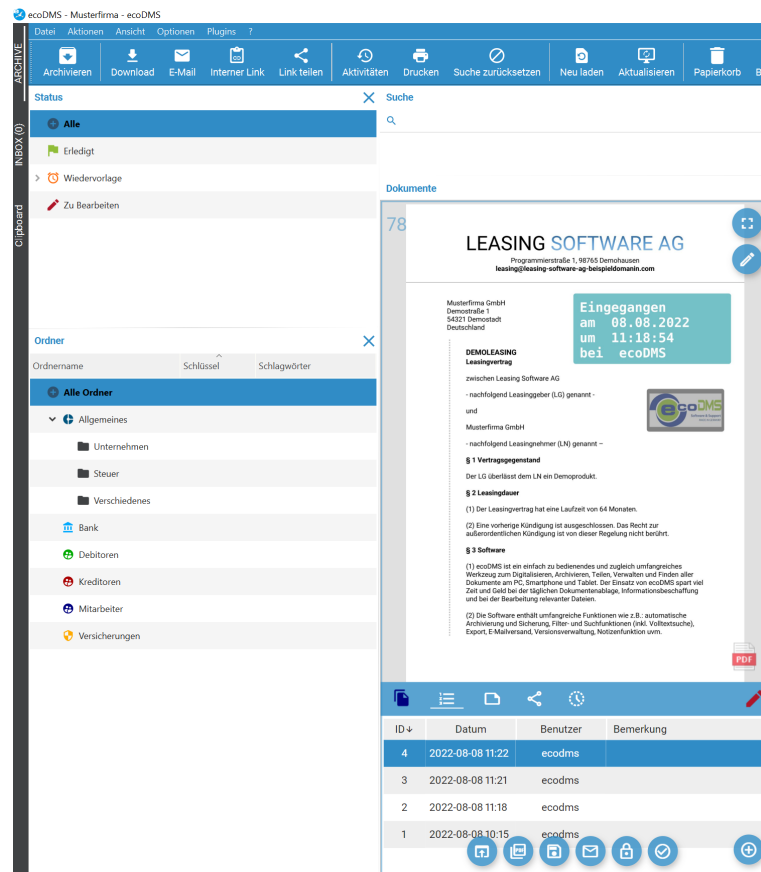 ecoDMS - Musterfirma - ecoDMS
Datei Aktionen Ansicht Optionen Plugins ?
Archivieren Download E-Mail Interner Link Link teilen Aktivitäten Drucken Suche zurücksetzen Neu laden Aktualisieren Papierkorb
ARCHIVE
INBOX (0)
Clipboard
Status
Alle
Erledigt
Wiedervorlage
Zu Bearbeiten
Ordner
Ordnername Schlüssel Schlagwörter
Alle Ordner
Allgemeines
Unternehmen
Steuer
Verschiedenes
Bank
Debitoren
Kreditoren
Mitarbeiter
Versicherungen
Suche
Dokumente
78
LEASING SOFTWARE AG
Programmierstraße 1, 98765 Demohausen
leasing@leasing-software-ag-beispieldomanin.com
Musterfirma GmbH
Demostraße 1
54321 Demostadt
Deutschland
Eingegangen
am 08.08.2022
um 11:18:54
bei ecoDMS
DEMOLEASING
Leasingvertrag
zwischen Leasing Software AG
- nachfolgend Leasinggeber (LG) genannt -
und
Musterfirma GmbH
- nachfolgend Leasingnehmer (LN) genannt –
ecoDMS
§ 1 Vertragsgegenstand
Der LG überlässt dem LN ein Demoprodukt.
§ 2 Leasingdauer
(1) Der Leasingvertrag hat eine Laufzeit von 64 Monaten.
(2) Eine vorherige Kündigung ist ausgeschlossen. Das Recht zur
außerordentlichen Kündigung ist von dieser Regelung nicht berührt.
§ 3 Software
(1) ecoDMS ist ein einfach zu bedienendes und zugleich umfangreiches
Werkzeug zum Digitalisieren, Archivieren, Teilen, Verwalten und Finden aller
Dokumente am PC, Smartphone und Tablet. Der Einsatz von ecoDMS spart viel
Zeit und Geld bei der täglichen Dokumentenablage, Informationsbeschaffung
und bei der Bearbeitung relevanter Dateien.
(2) Die Software enthält umfangreiche Funktionen wie z.B.: automatische
Archivierung und Sicherung, Filter- und Suchfunktionen (inkl. Volltextsuche),
Export, E-Mailversand, Versionsverwaltung, Notizenfunktion uvm.
PDF
ID Datum Benutzer Bemerkung
4 2022-08-08 11:22 ecodms
3 2022-08-08 11:21 ecodms
2 2022-08-08 11:18 ecodms
1 2022-08-08 10:15 ecodms